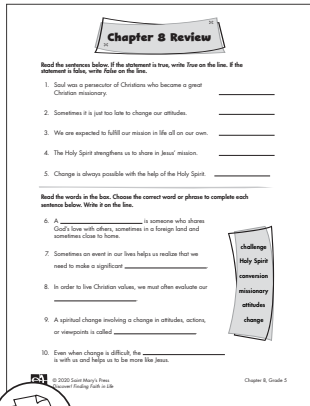 Chapter 8 Review
Read the sentences below. If the statement is true, write True on the line. If the
statement is false, write False on the line.
1. Saul was a persecutor of Christians who became a great
Christian missionary.
2. Sometimes it is just too late to change our attitudes.
3. We are expected to fulfill our mission in life all on our own.
4. The Holy Spirit strengthens us to share in Jesus' mission.
5. Change is always possible with the help of the Holy Spirit.
Read the words in the box. Choose the correct word or phrase to complete each
sentence below. Write it on the line.
6. A ____________ is someone who shares
God's love with others, sometimes in a foreign land and
sometimes close to home.
7. Sometimes an event in our lives helps us realize that we
need to make a significant ____________.
8. In order to live Christian values, we must often evaluate our
____________.
9. A spiritual change involving a change in attitudes, actions,
or viewpoints is called ____________.
10. Even when change is difficult, the ____________
is with us and helps us to be more like Jesus.
challenge
Holy Spirit
conversion
missionary
attitudes
change
© 2020 Saint Mary's Press
Discover! Finding Faith in Life
Chapter 8, Grade 5